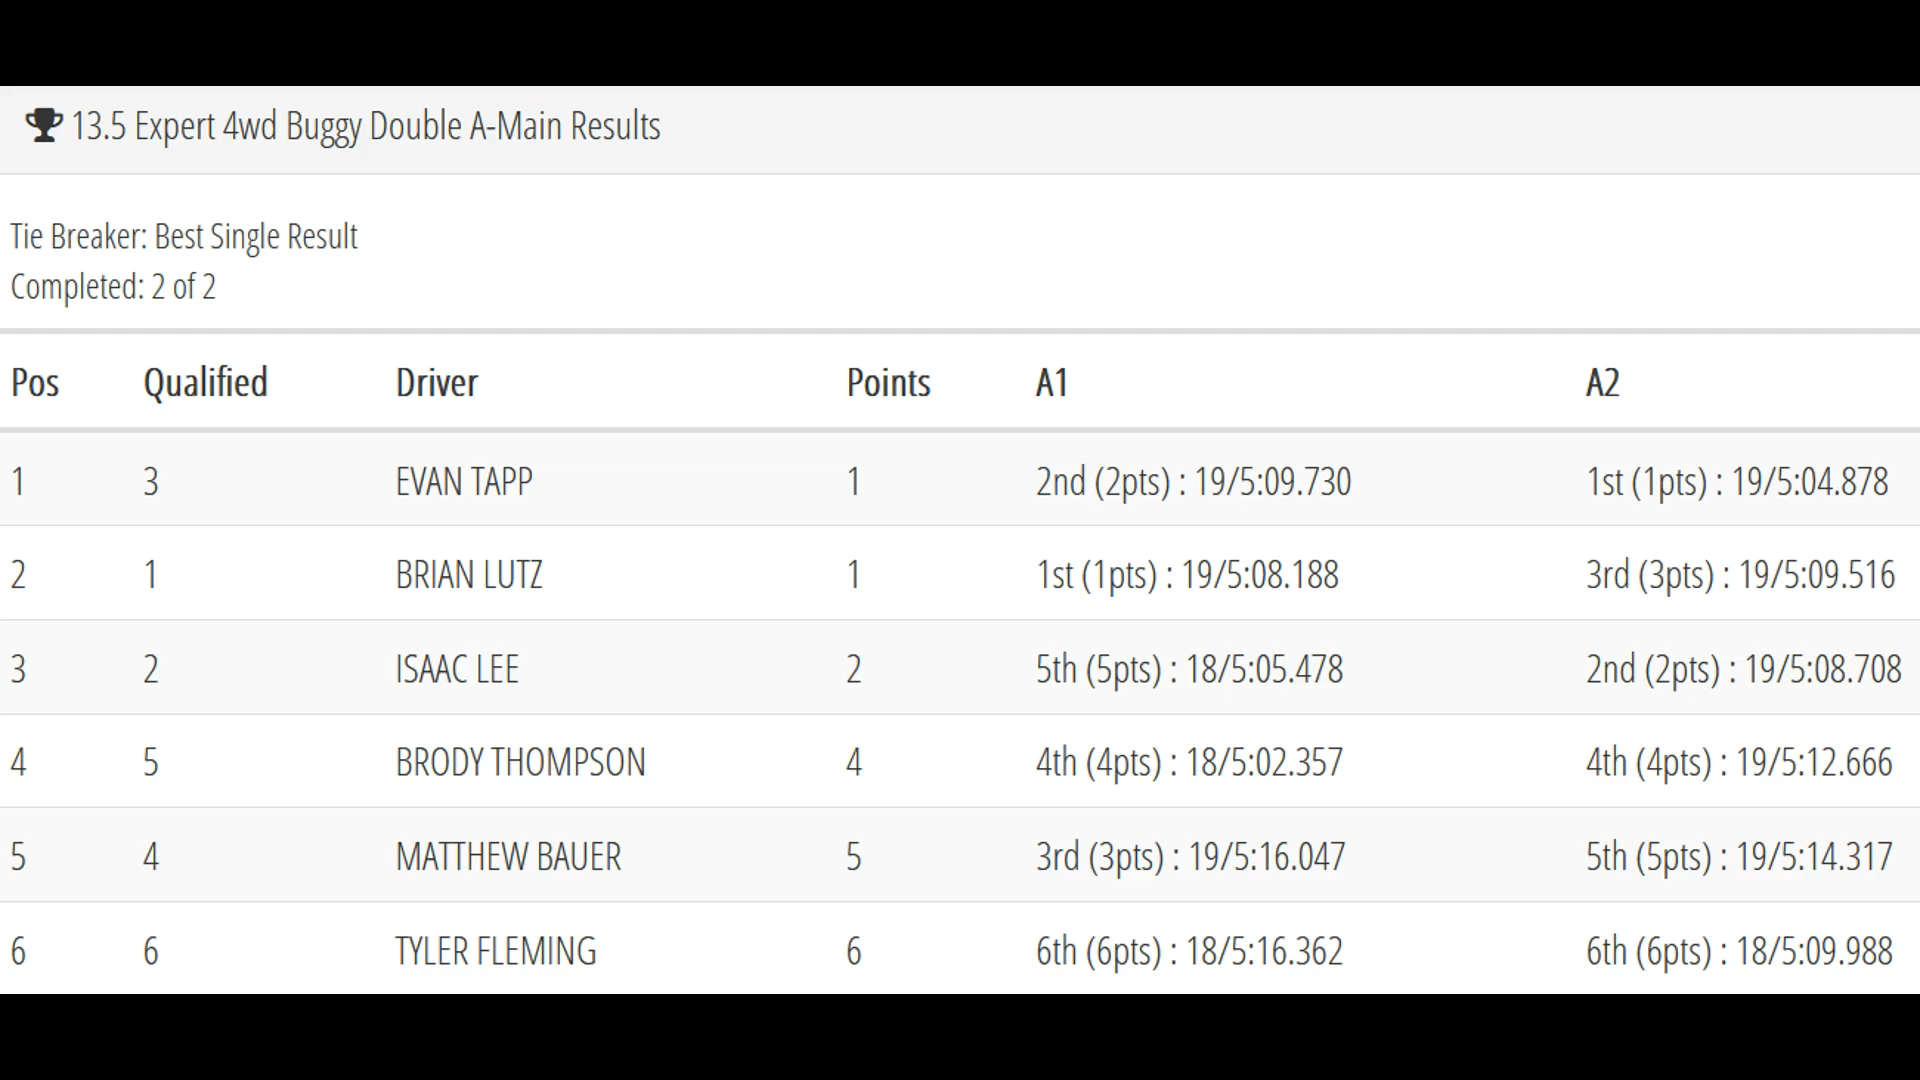 13.5 Expert 4wd Buggy Double A-Main Results
Tie Breaker: Best Single Result
Completed: 2 of 2
Pos Qualified Driver Points A1 A2
1 3 EVAN TAPP 1 2nd (2pts) : 19/5:09.730 1st (1pts) : 19/5:04.878
2 1 BRIAN LUTZ 1 1st (1pts) : 19/5:08.188 3rd (3pts) : 19/5:09.516
3 2 ISAAC LEE 2 5th (5pts) : 18/5:05.478 2nd (2pts) : 19/5:08.708
4 5 BRODY THOMPSON 4 4th (4pts) : 18/5:02.357 4th (4pts) : 19/5:12.666
5 4 MATTHEW BAUER 5 3rd (3pts) : 19/5:16.047 5th (5pts) : 19/5:14.317
6 6 TYLER FLEMING 6 6th (6pts) : 18/5:16.362 6th (6pts) : 18/5:09.988